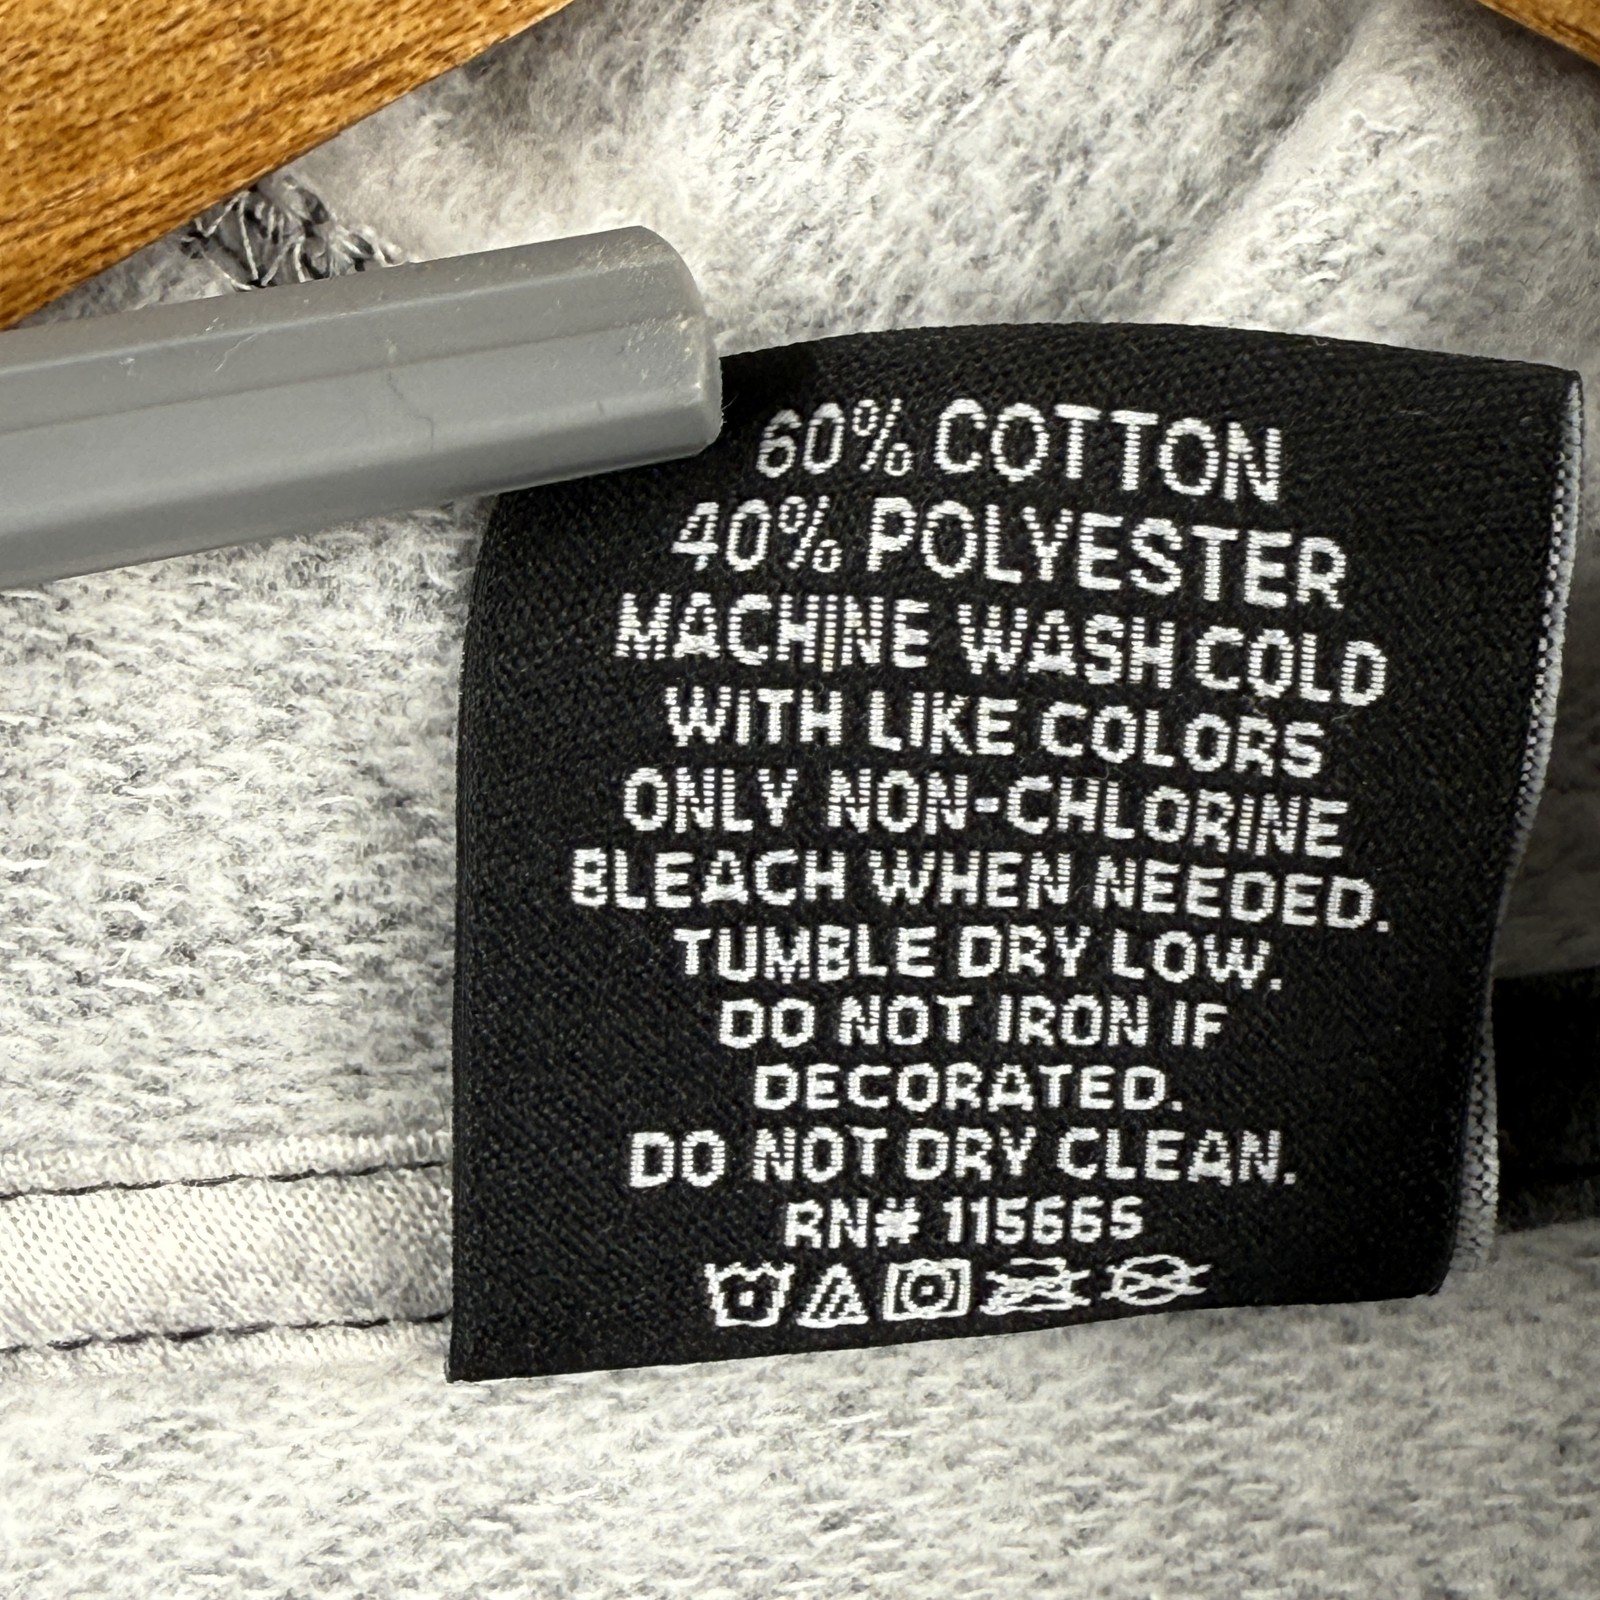 60% COTTON
40% POLYESTER
MACHINE WASH COLD
WITH LIKE COLORS
ONLY NON-CHLORINE
BLEACH WHEN NEEDED.
TUMBLE DRY LOW.
DO NOT IRON IF
DECORATED.
DO NOT DRY CLEAN.
RN# 115665